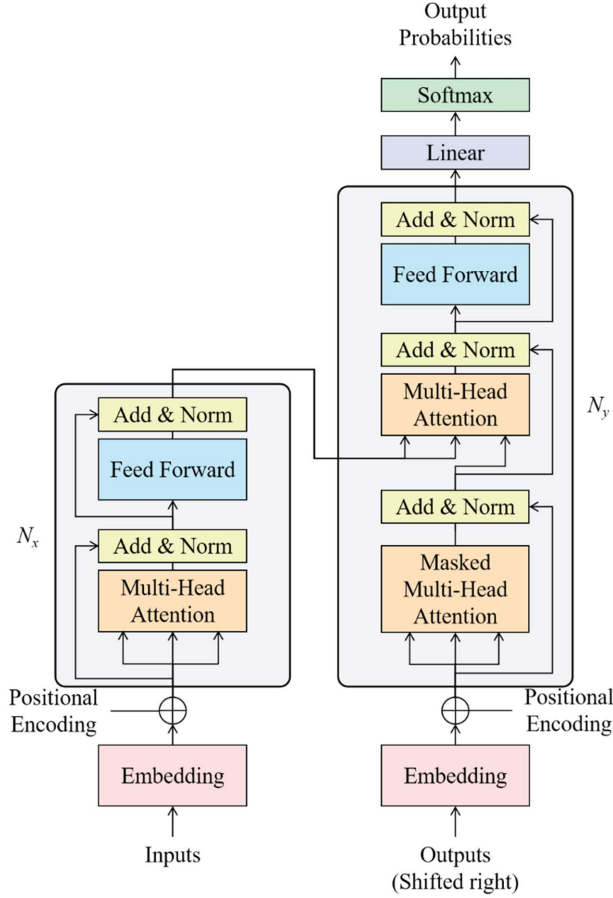 Output
Probabilities
Softmax
Linear
Add & Norm
Feed Forward
Add & Norm
Multi-Head
Attention
N_y
Add & Norm
Masked
Multi-Head
Attention
Positional
Encoding
Embedding
Outputs
(Shifted right)
Add & Norm
Feed Forward
N_x
Add & Norm
Multi-Head
Attention
Positional
Encoding
Embedding
Inputs